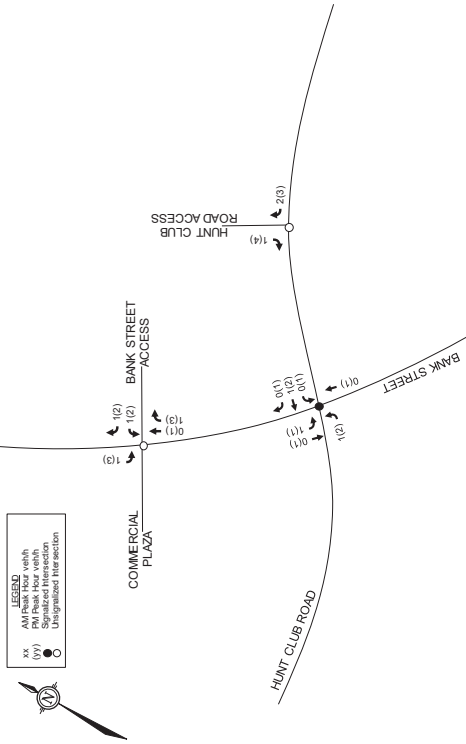 LEGEND
xx AM Peak Hour veh/h
(yy) PM Peak Hour veh/h
Signalized Intersection
Unsignalized Intersection
N
COMMERCIAL
PLAZA
BANK STREET
ACCESS
1(3)
1(2)
1(2)
0(1)
1(3)
HUNT CLUB
ROAD ACCESS
1(4)
2(3)
0(1)
1(2)
0(1)
0(1)
1(1)
0(1)
1(2)
BANK STREET
HUNT CLUB ROAD